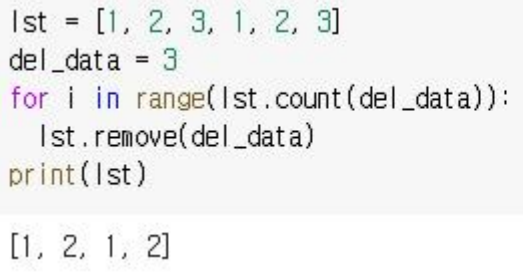 lst = [1, 2, 3, 1, 2, 3]
del_data = 3
for i in range(lst.count(del_data)):
  lst.remove(del_data)
print(lst)
[1, 2, 1, 2]